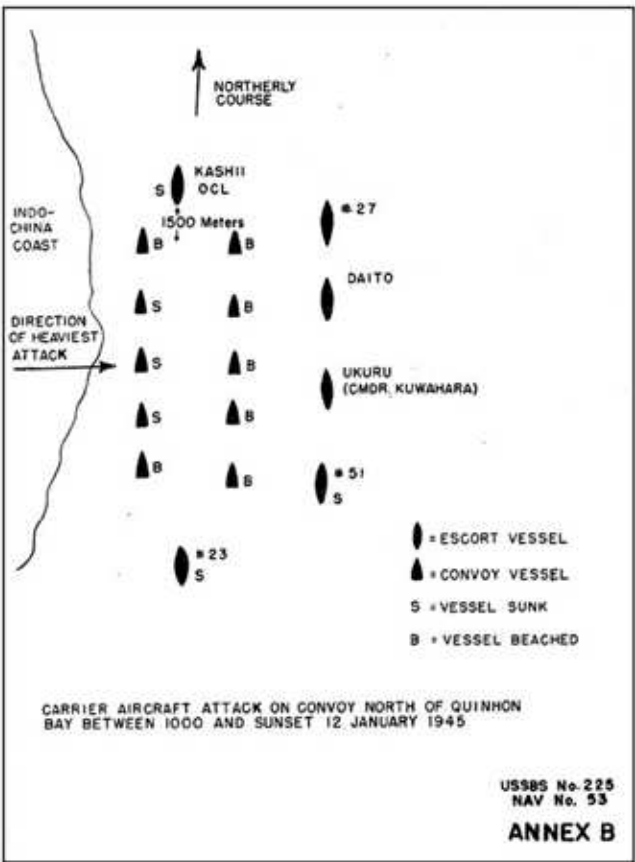 NORTHERLY
COURSE
KASHII
OCL
S
1500 Meters
#27
INDO-
CHINA
COAST
B
B
DAITO
S
B
DIRECTION
OF HEAVIEST
ATTACK
S
B
UKURU
(CMDR. KUWAHARA)
S
B
B
B
#51
S
#23
S
= ESCORT VESSEL
= CONVOY VESSEL
S = VESSEL SUNK
B = VESSEL BEACHED
CARRIER AIRCRAFT ATTACK ON CONVOY NORTH OF QUINHON
BAY BETWEEN 1000 AND SUNSET 12 JANUARY 1945
USSBS No. 225
NAV No. 53
ANNEX B